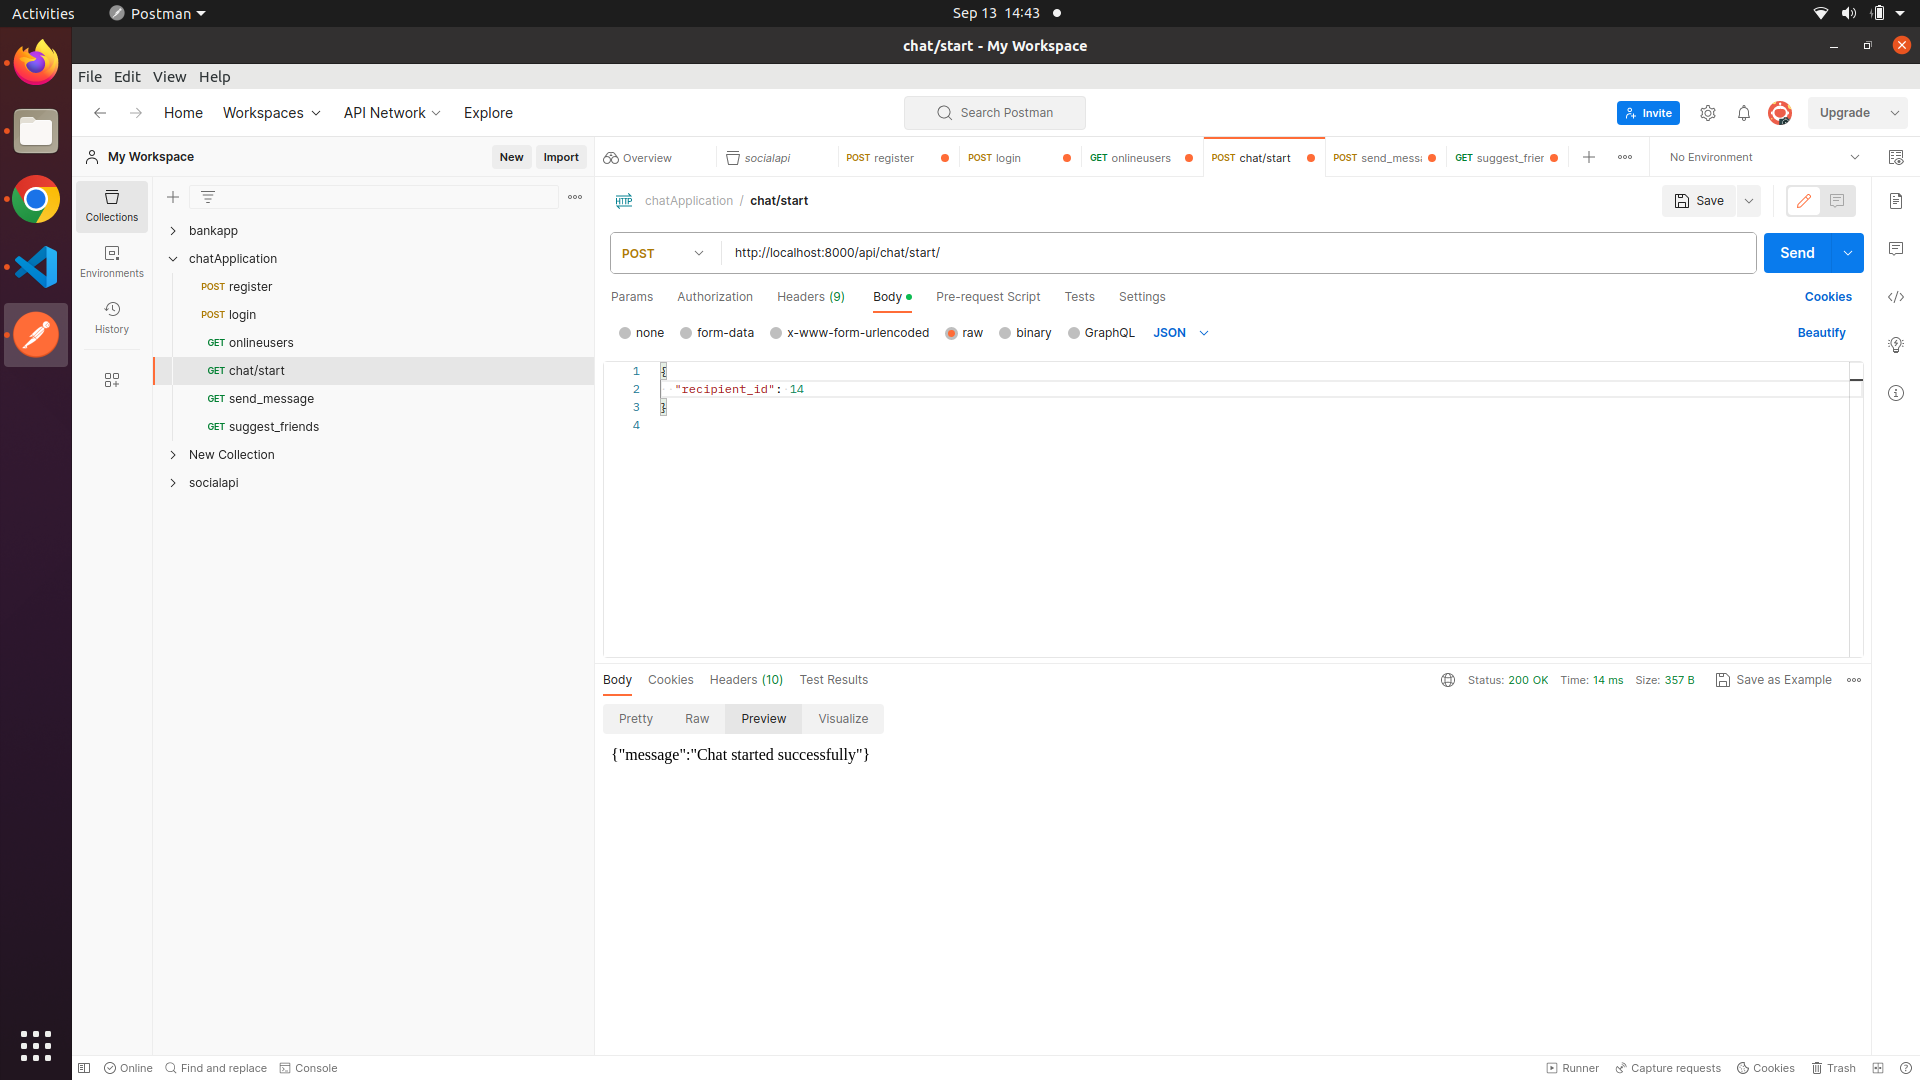 Activities
Postman
Sep 13 14:43
chat/start - My Workspace
File Edit View Help
Home Workspaces API Network Explore
Search Postman
Invite
Upgrade
My Workspace
New Import
Overview
socialapi
POST register
POST login
GET onlineusers
POST chat/start
POST send_messa
GET suggest_frier
No Environment
Collections
Environments
History
bankapp
chatApplication
POST register
POST login
GET onlineusers
GET chat/start
GET send_message
GET suggest_friends
New Collection
socialapi
HTTP chatApplication / chat/start
Save
POST
http://localhost:8000/api/chat/start/
Send
Params Authorization Headers (9) Body Pre-request Script Tests Settings
Cookies
none form-data x-www-form-urlencoded raw binary GraphQL JSON
Beautify
1 {
2 "recipient_id": 14
3 }
4
Body Cookies Headers (10) Test Results
Status: 200 OK Time: 14 ms Size: 357 B Save as Example
Pretty Raw Preview Visualize
{"message":"Chat started successfully"}
Online Find and replace Console
Runner Capture requests Cookies Trash